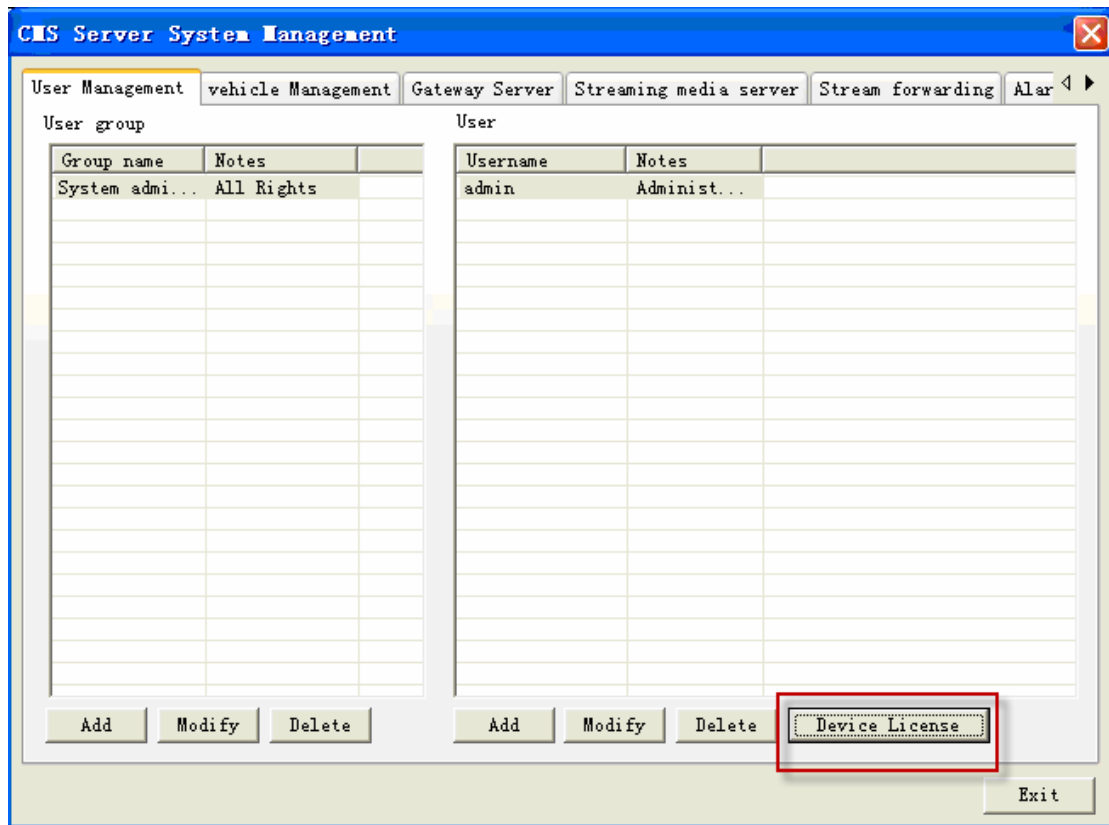 CMS Server System Management
User Management vehicle Management Gateway Server Streaming media server Stream forwarding Alar
User group
User
Group name Notes
System admi... All Rights
Username Notes
admin Administ...
Add Modify Delete
Add Modify Delete Device License
Exit